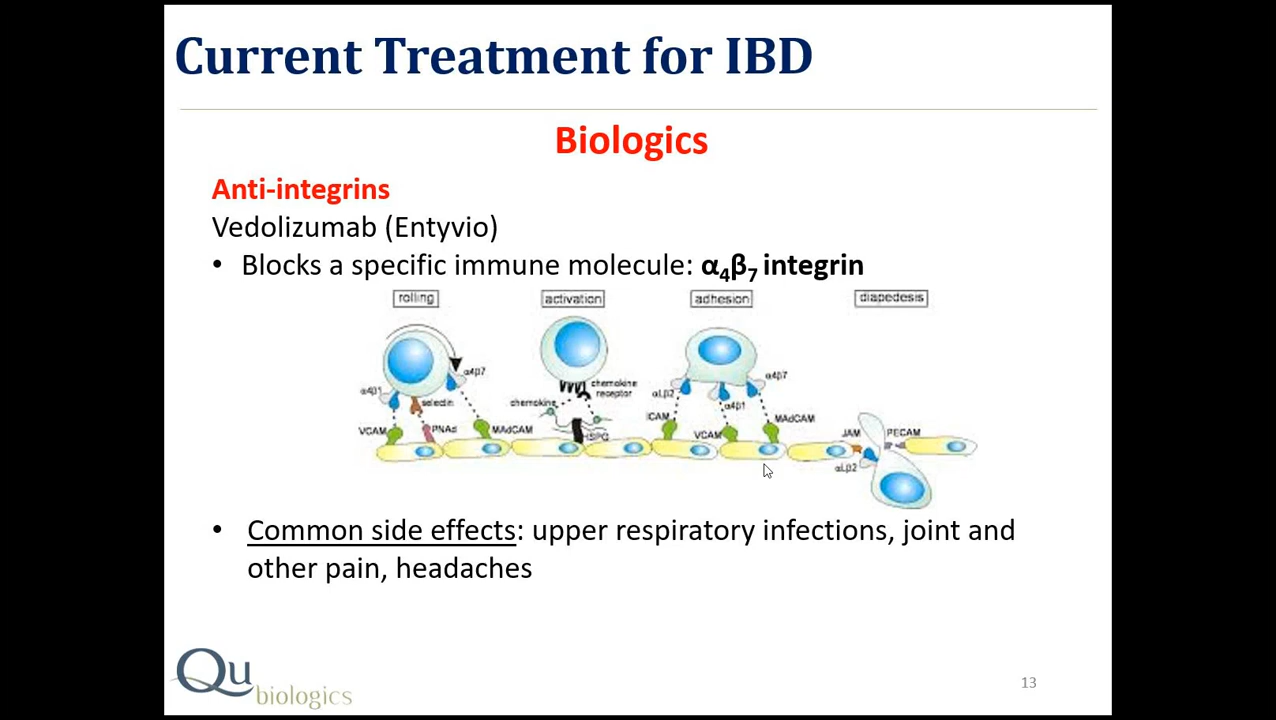 Current Treatment for IBD
Biologics
Anti-integrins
Vedolizumab (Entyvio)
• Blocks a specific immune molecule: α₄β₇ integrin
rolling activation adhesion diapedesis
α4β7 α4β7
α4β1 chemokine receptor αLβ2
selectin chemokine α4β1
ICAM MAdCAM
VCAM PNAd MAdCAM HSPG VCAM JAM PECAM
αLβ2
• Common side effects: upper respiratory infections, joint and
other pain, headaches
Qu
biologics
13